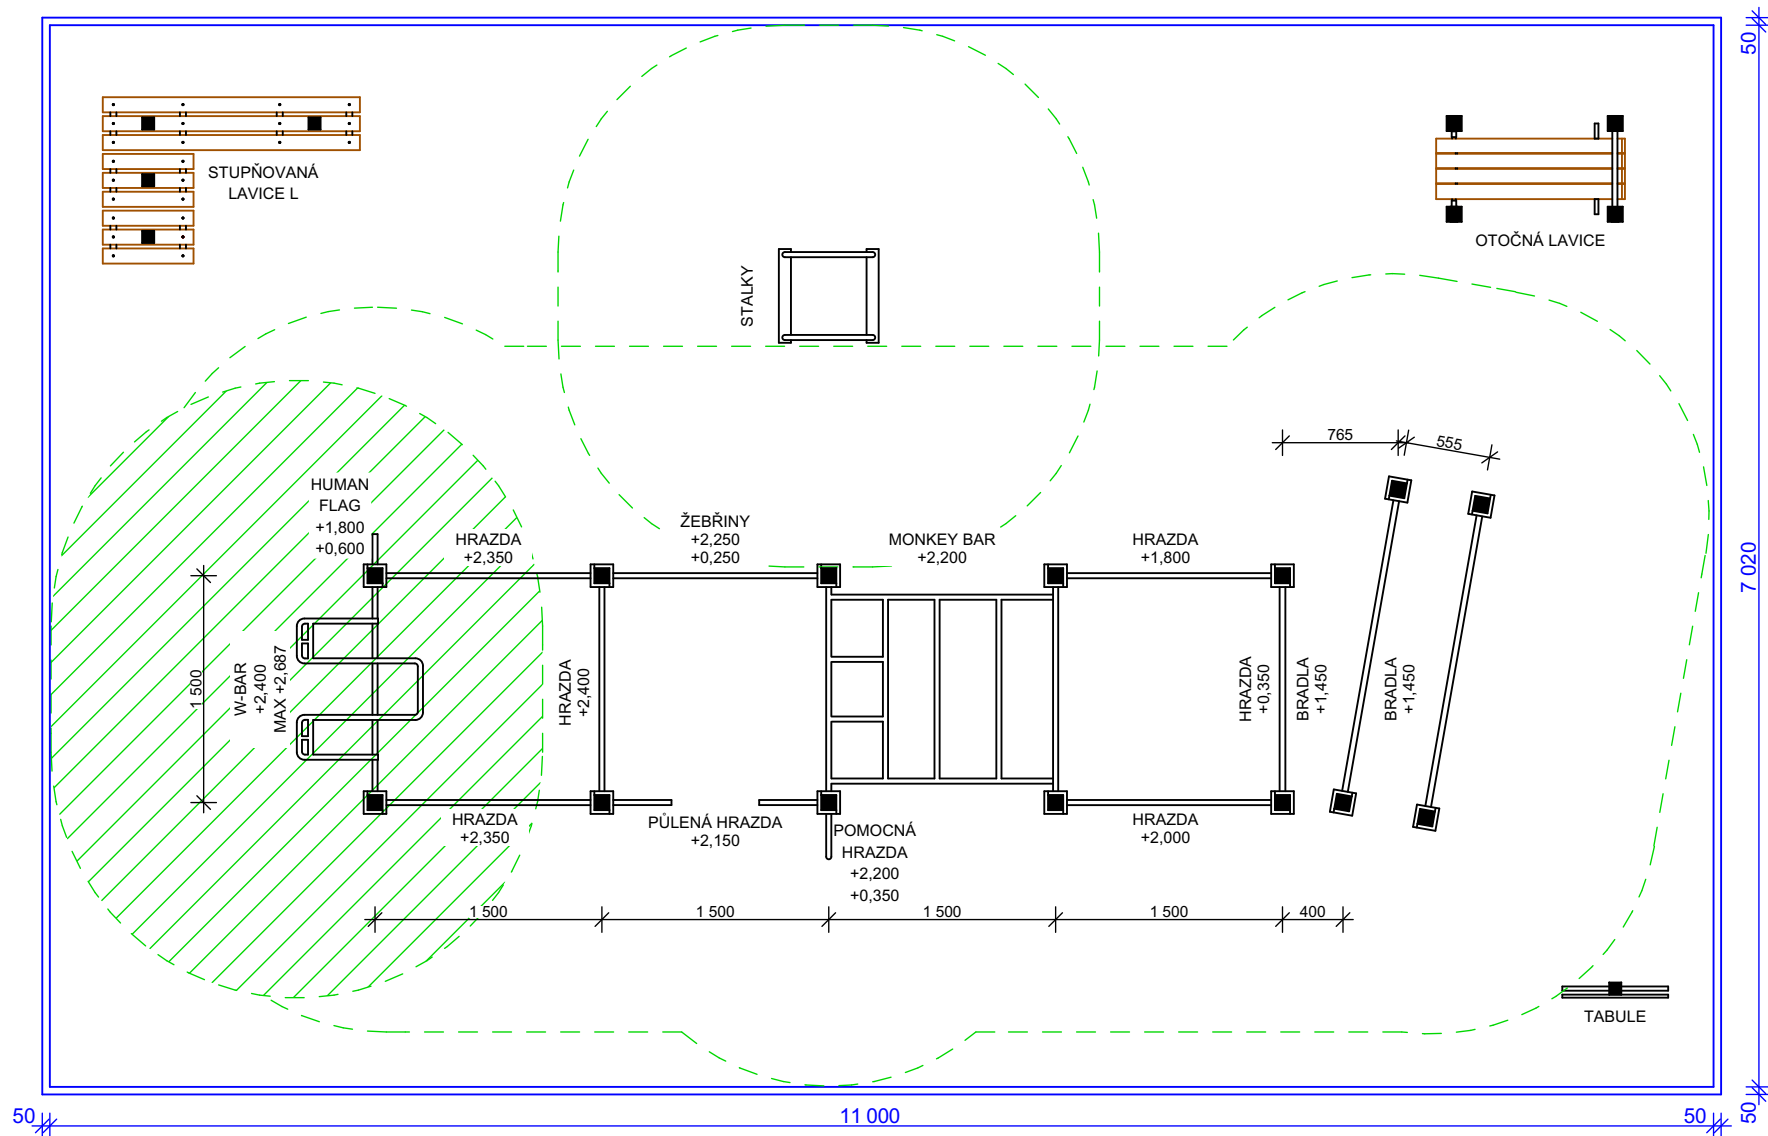 50
STUPŇOVANÁ
LAVICE L
OTOČNÁ LAVICE
STALKY
765
555
HUMAN
FLAG
+1,800
+0,600
HRAZDA
+2,350
ŽEBŘINY
+2,250
+0,250
MONKEY BAR
+2,200
HRAZDA
+1,800
7 020
1 500
W-BAR
+2,400
MAX +2,687
HRAZDA
+2,400
HRAZDA
+0,350
BRADLA
+1,450
BRADLA
+1,450
HRAZDA
+2,350
PŮLENÁ HRAZDA
+2,150
POMOCNÁ
HRAZDA
+2,200
+0,350
HRAZDA
+2,000
1 500
1 500
1 500
1 500
400
TABULE
50
11 000
50
50